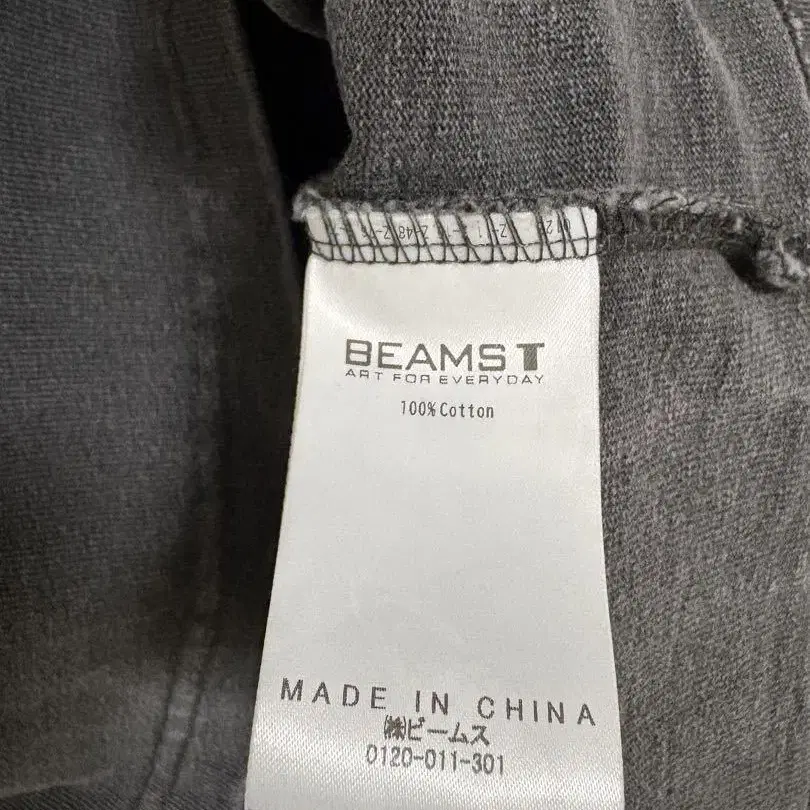 BEAMS T
ART FOR EVERYDAY
100% Cotton
MADE IN CHINA
㈱ビームス
0120-011-301